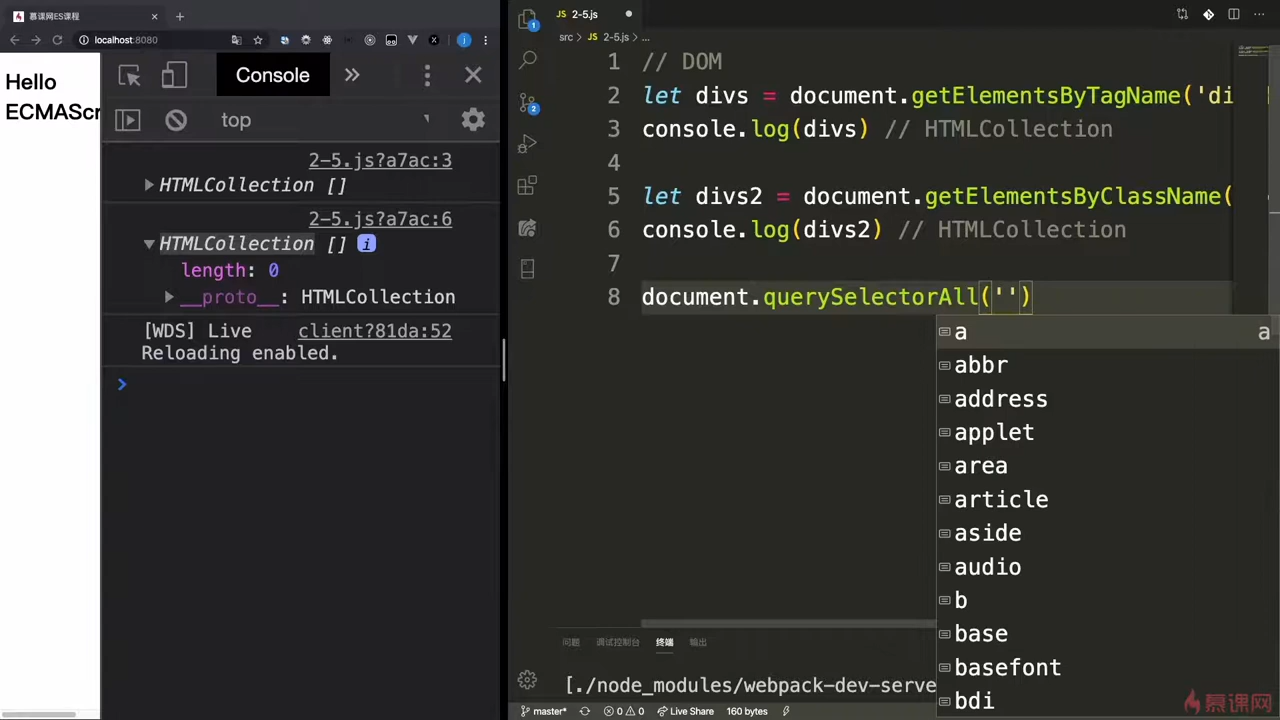 慕课网ES课程
localhost:8080
Hello
ECMAScr
Console
top
2-5.js?a7ac:3
HTMLCollection []
2-5.js?a7ac:6
HTMLCollection [] i
length: 0
__proto__: HTMLCollection
[WDS] Live
client?81da:52
Reloading enabled.
JS 2-5.js
src > JS 2-5.js > ...
1 // DOM
2 let divs = document.getElementsByTagName('di
3 console.log(divs) // HTMLCollection
4
5 let divs2 = document.getElementsByClassName(
6 console.log(divs2) // HTMLCollection
7
8 document.querySelectorAll('')
a a
abbr
address
applet
area
article
aside
audio
b
base
basefont
bdi
问题 调试控制台 终端 输出
[./node_modules/webpack-dev-serve
master* 0 0 Live Share 160 bytes
慕课网